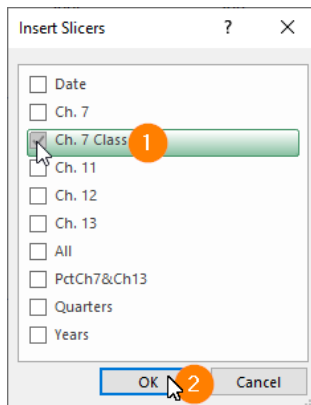 Insert Slicers ? X
Date
Ch. 7
Ch. 7 Class 1
Ch. 11
Ch. 12
Ch. 13
All
PctCh7&Ch13
Quarters
Years
OK 2 Cancel